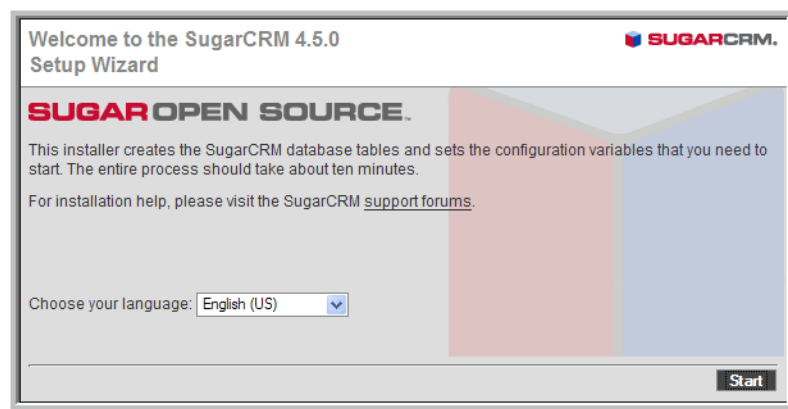 Welcome to the SugarCRM 4.5.0
Setup Wizard
SUGARCRM.
SUGAR OPEN SOURCE™
This installer creates the SugarCRM database tables and sets the configuration variables that you need to
start. The entire process should take about ten minutes.
For installation help, please visit the SugarCRM support forums.
Choose your language: English (US)
Start